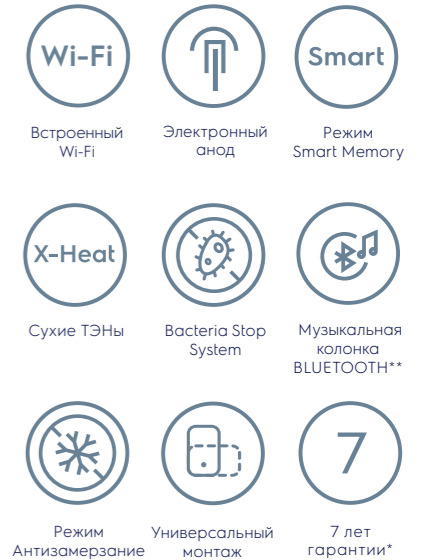 Wi-Fi
Встроенный
Wi-Fi
Электронный
анод
Smart
Режим
Smart Memory
X-Heat
Сухие ТЭНы
Bacteria Stop
System
Музыкальная
колонка
BLUETOOTH**
Режим
Антизамерзание
Универсальный
монтаж
7
7 лет
гарантии*